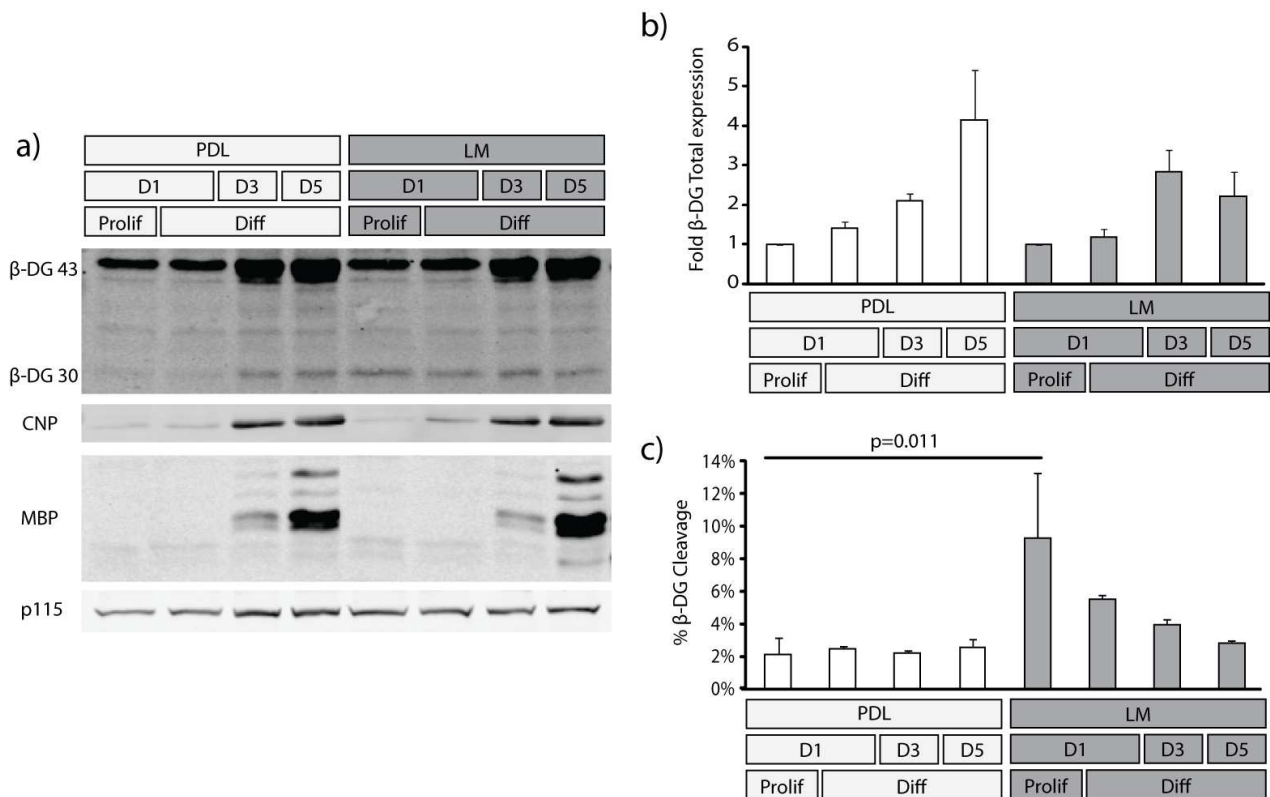 a)
PDL LM
D1 D3 D5 D1 D3 D5
Prolif Diff Prolif Diff
β-DG 43
β-DG 30
CNP
MBP
p115
b)
Fold β-DG Total expression
6
5
4
3
2
1
0
PDL LM
D1 D3 D5 D1 D3 D5
Prolif Diff Prolif Diff
c)
p=0.011
% β-DG Cleavage
14%
12%
10%
8%
6%
4%
2%
0%
PDL LM
D1 D3 D5 D1 D3 D5
Prolif Diff Prolif Diff